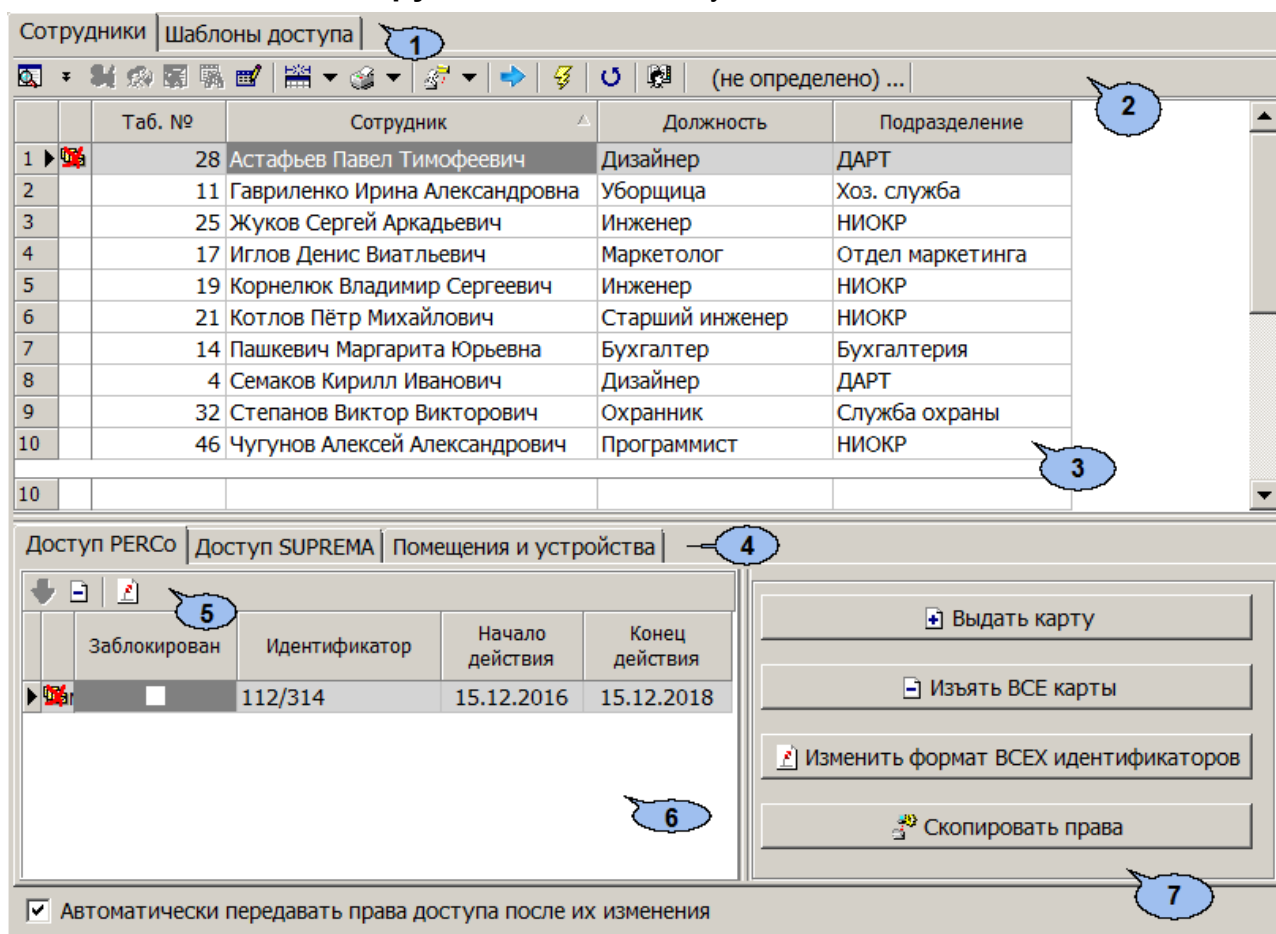 Сотрудники Шаблоны доступа 1
(не определено) ... 2
Таб. № Сотрудник Должность Подразделение
1 28 Астафьев Павел Тимофеевич Дизайнер ДАРТ
2 11 Гавриленко Ирина Александровна Уборщица Хоз. служба
3 25 Жуков Сергей Аркадьевич Инженер НИОКР
4 17 Иглов Денис Виатльевич Маркетолог Отдел маркетинга
5 19 Корнелюк Владимир Сергеевич Инженер НИОКР
6 21 Котлов Пётр Михайлович Старший инженер НИОКР
7 14 Пашкевич Маргарита Юрьевна Бухгалтер Бухгалтерия
8 4 Семаков Кирилл Иванович Дизайнер ДАРТ
9 32 Степанов Виктор Викторович Охранник Служба охраны
10 46 Чугунов Алексей Александрович Программист НИОКР
3
10
Доступ PERCo Доступ SUPREMA Помещения и устройства 4
5
Заблокирован Идентификатор Начало действия Конец действия
112/314 15.12.2016 15.12.2018
6
Выдать карту
Изъять ВСЕ карты
Изменить формат ВСЕХ идентификаторов
Скопировать права
7
Автоматически передавать права доступа после их изменения